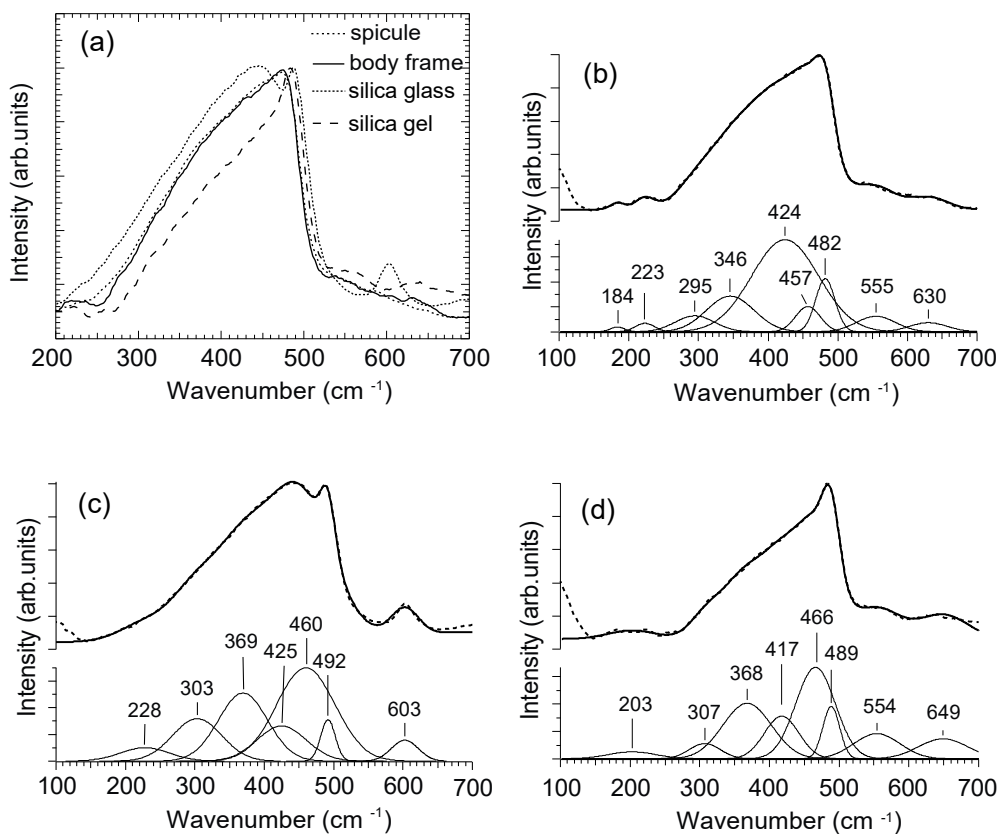 (a)
spicule
body frame
silica glass
silica gel
Intensity (arb.units)
200 300 400 500 600 700
Wavenumber (cm -1)
(b)
Intensity (arb.units)
424
482
346
457
223
295
555
184
630
100 200 300 400 500 600 700
Wavenumber (cm -1)
(c)
Intensity (arb.units)
460
369
425
492
303
603
228
100 200 300 400 500 600 700
Wavenumber (cm -1)
(d)
Intensity (arb.units)
466
417
489
368
203
307
554
649
100 200 300 400 500 600 700
Wavenumber (cm -1)